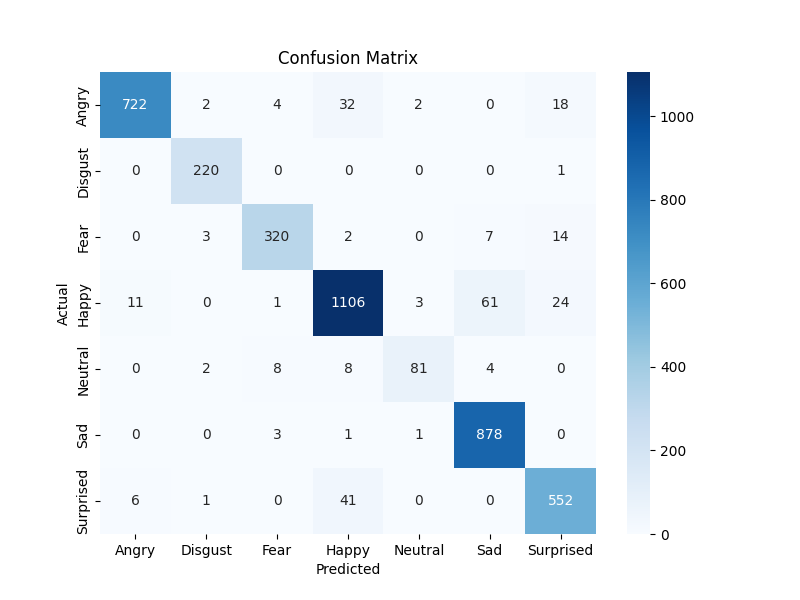 Confusion Matrix
Angry 722 2 4 32 2 0 18
Disgust 0 220 0 0 0 0 1
Fear 0 3 320 2 0 7 14
Happy 11 0 1 1106 3 61 24
Neutral 0 2 8 8 81 4 0
Sad 0 0 3 1 1 878 0
Surprised 6 1 0 41 0 0 552
Actual
Angry Disgust Fear Happy Neutral Sad Surprised
Predicted
1000
800
600
400
200
0